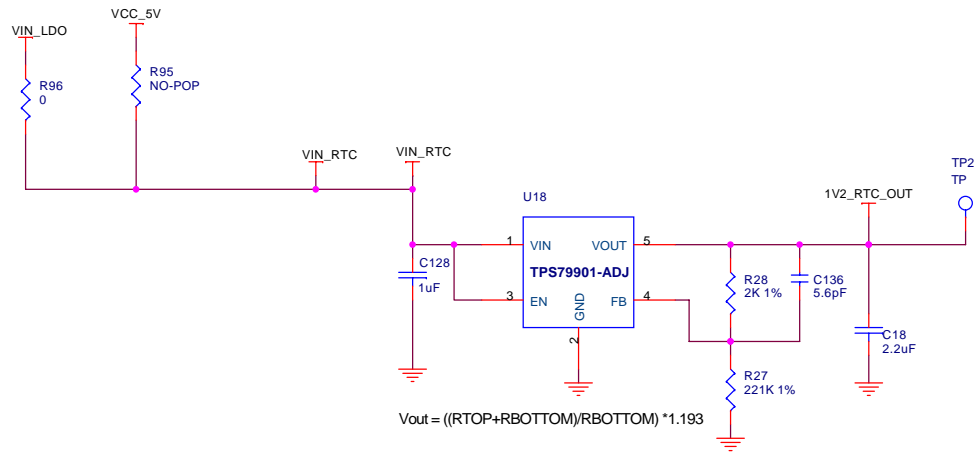 VCC_5V
VIN_LDO
R95
NO-POP
R96
0
VIN_RTC
VIN_RTC
TP2
TP
1V2_RTC_OUT
U18
1
VIN
VOUT
5
C128
1uF
TPS79901-ADJ
R28
2K 1%
C136
5.6pF
3
EN
FB
4
GND
2
C18
2.2uF
R27
221K 1%
Vout = ((RTOP+RBOTTOM)/RBOTTOM) *1.193